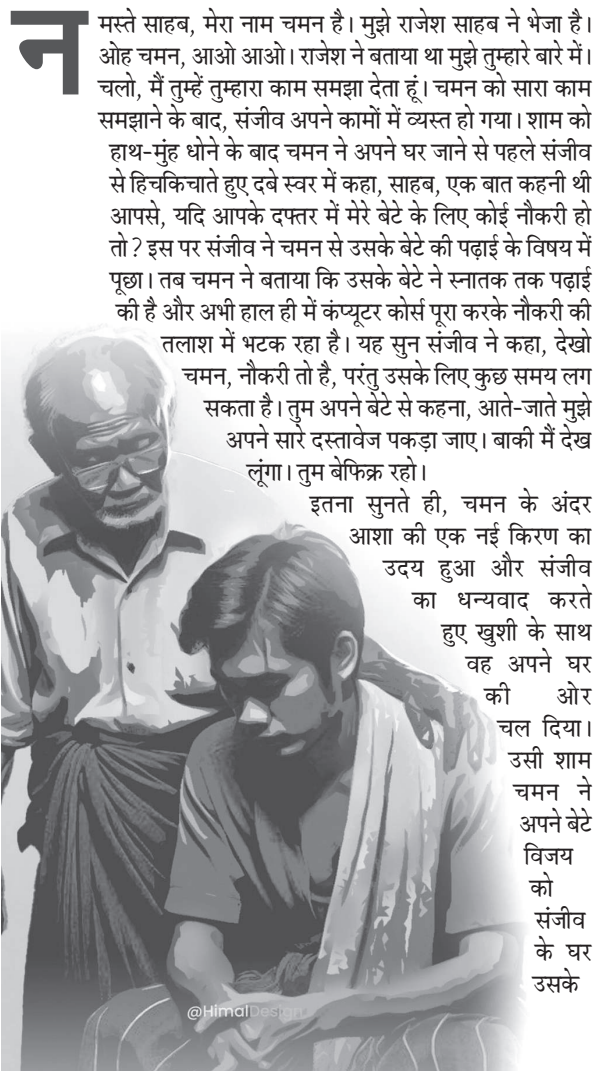 नमस्ते साहब, मेरा नाम चमन है। मुझे राजेश साहब ने भेजा है।
ओह चमन, आओ आओ। राजेश ने बताया था मुझे तुम्हारे बारे में।
चलो, मैं तुम्हें तुम्हारा काम समझा देता हूं। चमन को सारा काम
समझाने के बाद, संजीव अपने कामों में व्यस्त हो गया। शाम को
हाथ-मुंह धोने के बाद चमन ने अपने घर जाने से पहले संजीव
से हिचकिचाते हुए दबे स्वर में कहा, साहब, एक बात कहनी थी
आपसे, यदि आपके दफ्तर में मेरे बेटे के लिए कोई नौकरी हो
तो? इस पर संजीव ने चमन से उसके बेटे की पढ़ाई के विषय में
पूछा। तब चमन ने बताया कि उसके बेटे ने स्नातक तक पढ़ाई
की है और अभी हाल ही में कंप्यूटर कोर्स पूरा करके नौकरी की
तलाश में भटक रहा है। यह सुन संजीव ने कहा, देखो
चमन, नौकरी तो है, परंतु उसके लिए कुछ समय लग
सकता है। तुम अपने बेटे से कहना, आते-जाते मुझे
अपने सारे दस्तावेज पकड़ा जाए। बाकी मैं देख
लूंगा। तुम बेफिक्र रहो।
इतना सुनते ही, चमन के अंदर
आशा की एक नई किरण का
उदय हुआ और संजीव
का धन्यवाद करते
हुए खुशी के साथ
वह अपने घर
की ओर
चल दिया।
उसी शाम
चमन ने
अपने बेटे
विजय
को
संजीव
के घर
उसके
@HimalDesign